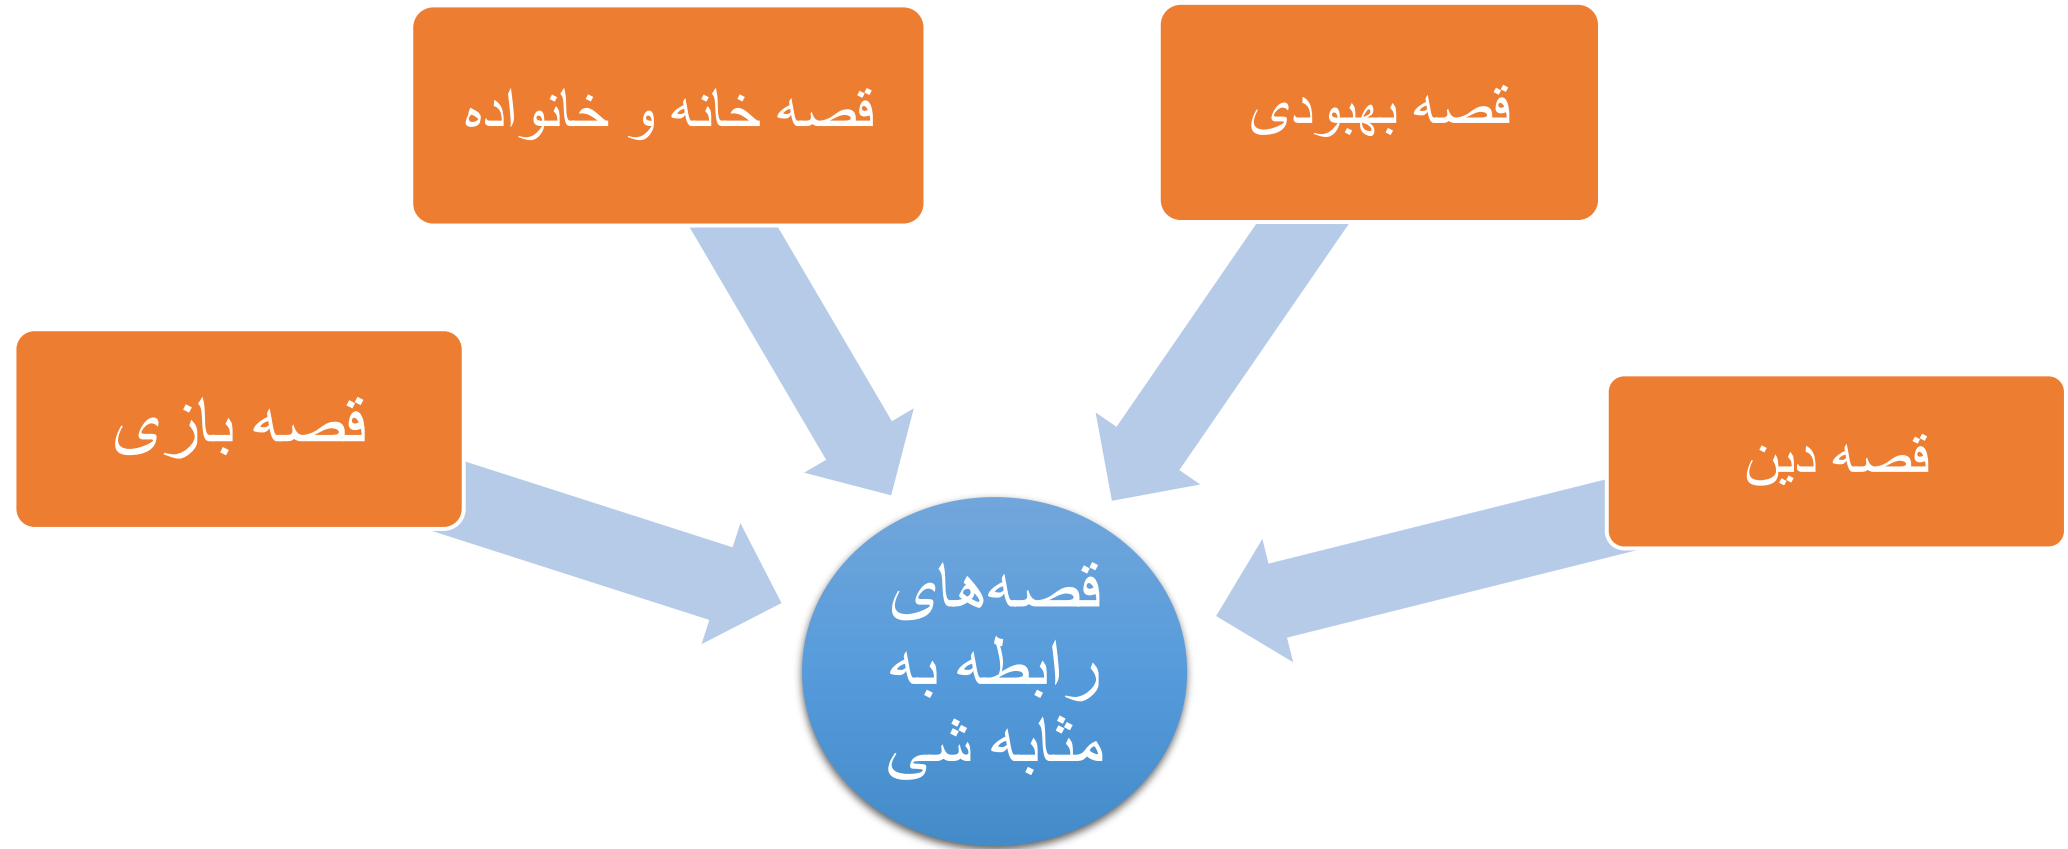 قصه بهبودی
قصه خانه و خانواده
قصه دین
قصه بازی
قصه‌های
رابطه به
مثابه شی